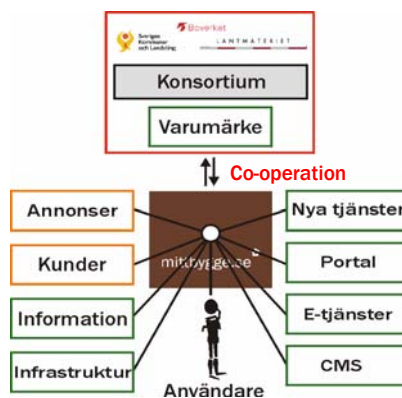 Boverket
Sveriges
Kommuner
och Landsting
LANTMÄTERIET
Konsortium
Varumärke
Co-operation
Annonser
Nya tjänster
Kunder
mittbygge.se
Portal
Information
E-tjänster
Infrastruktur
CMS
Användare